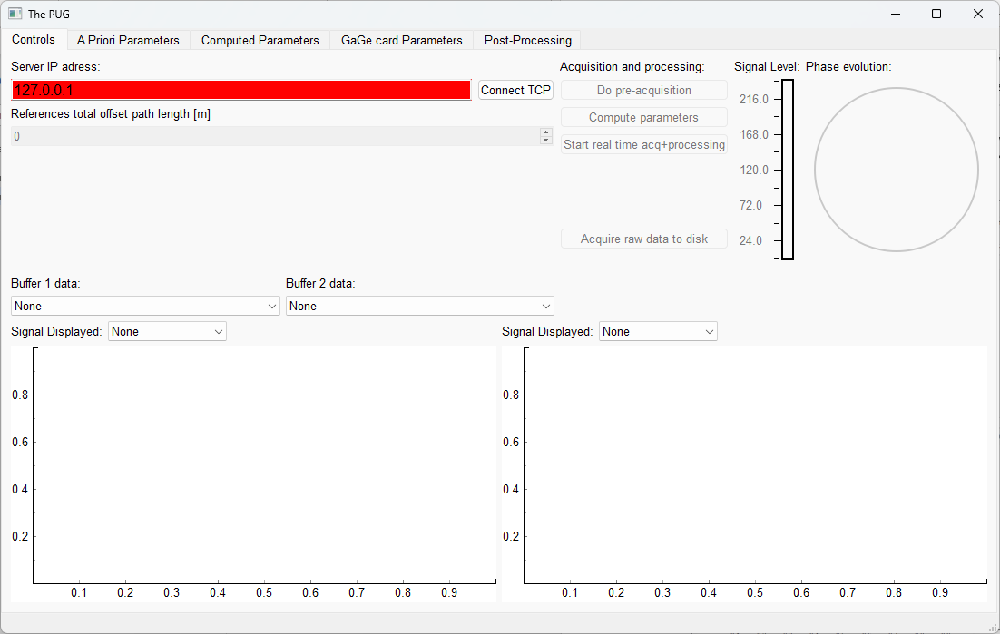 The PUG
Controls
A Priori Parameters
Computed Parameters
GaGe card Parameters
Post-Processing
Server IP adress:
127.0.0.1
Connect TCP
References total offset path length [m]
0
Acquisition and processing:
Do pre-acquisition
Compute parameters
Start real time acq+processing
Acquire raw data to disk
Signal Level:
216.0
168.0
120.0
72.0
24.0
Phase evolution:
Buffer 1 data:
None
Buffer 2 data:
None
Signal Displayed:
None
0.8
0.6
0.4
0.2
0.1 0.2 0.3 0.4 0.5 0.6 0.7 0.8 0.9
Signal Displayed:
None
0.8
0.6
0.4
0.2
0.1 0.2 0.3 0.4 0.5 0.6 0.7 0.8 0.9